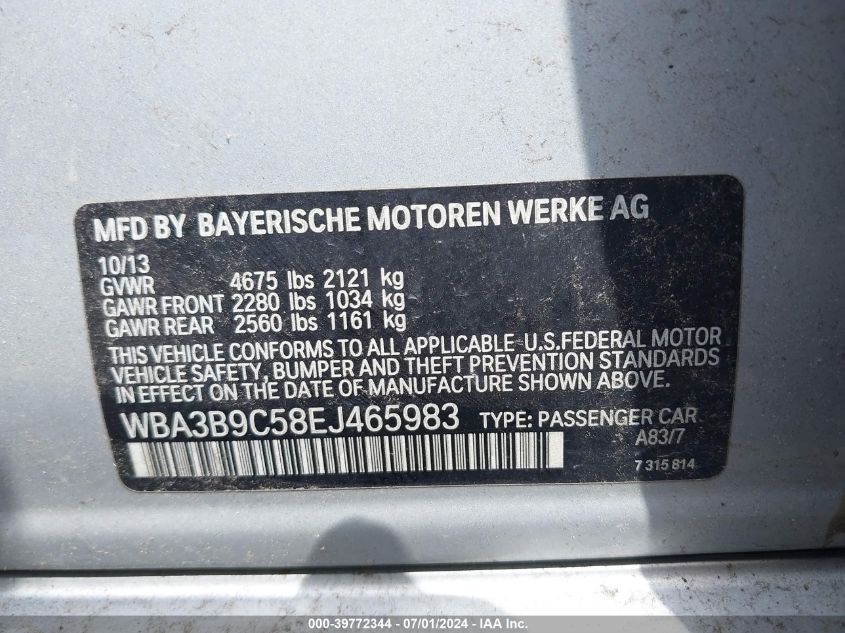 MFD BY BAYERISCHE MOTOREN WERKE AG
10/13
GVWR 4675 lbs 2121 kg
GAWR FRONT 2280 lbs 1034 kg
GAWR REAR 2560 lbs 1161 kg
THIS VEHICLE CONFORMS TO ALL APPLICABLE U.S.FEDERAL MOTOR
VEHICLE SAFETY, BUMPER AND THEFT PREVENTION STANDARDS
IN EFFECT ON THE DATE OF MANUFACTURE SHOWN ABOVE.
WBA3B9C58EJ465983 TYPE: PASSENGER CAR
A83/7
7 315 814
000-39772344 - 07/01/2024 - IAA Inc.